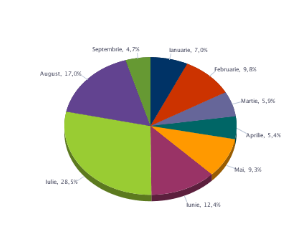 Septembrie, 4,7%
Ianuarie, 7,0%
Februarie, 9,8%
Martie, 5,9%
Aprilie, 5,4%
Mai, 9,3%
Iunie, 12,4%
Iulie, 28,5%
August, 17,0%